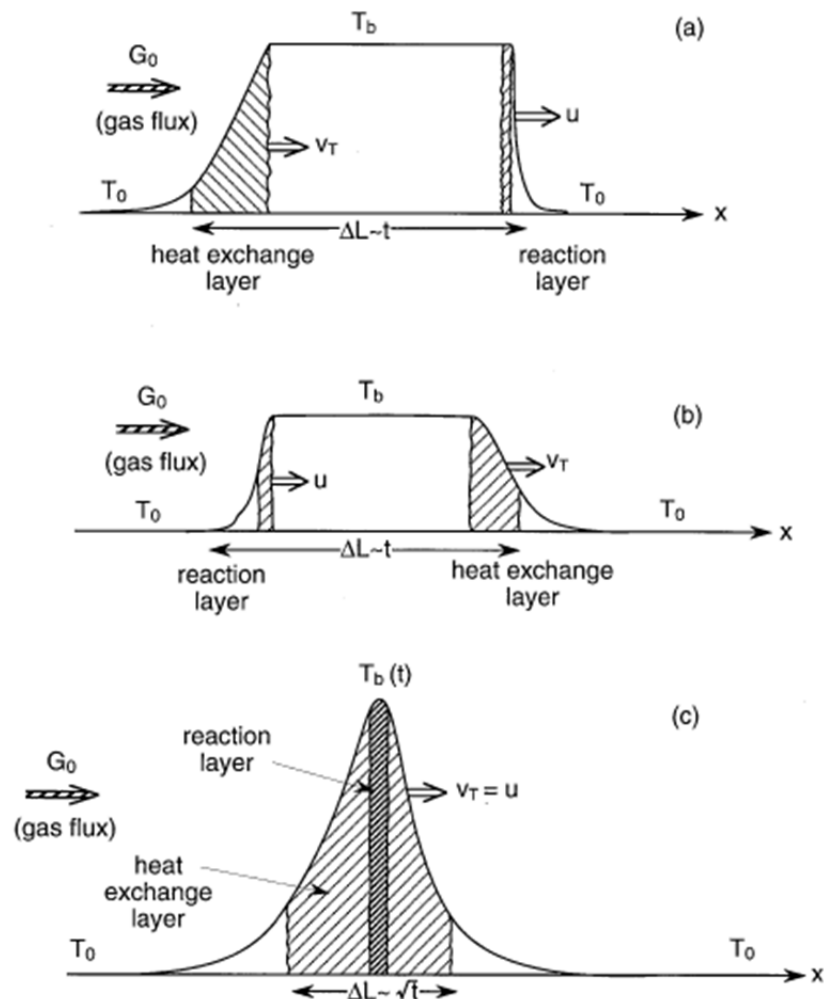 T_b
(a)
G_0
(gas flux)
u
v_T
T_0
T_0
x
ΔL~t
heat exchange
layer
reaction
layer
T_b
(b)
G_0
(gas flux)
v_T
u
T_0
T_0
x
ΔL~t
reaction
layer
heat exchange
layer
T_b (t)
(c)
reaction
layer
G_0
(gas flux)
v_T = u
heat
exchange
layer
T_0
T_0
x
ΔL~ √t